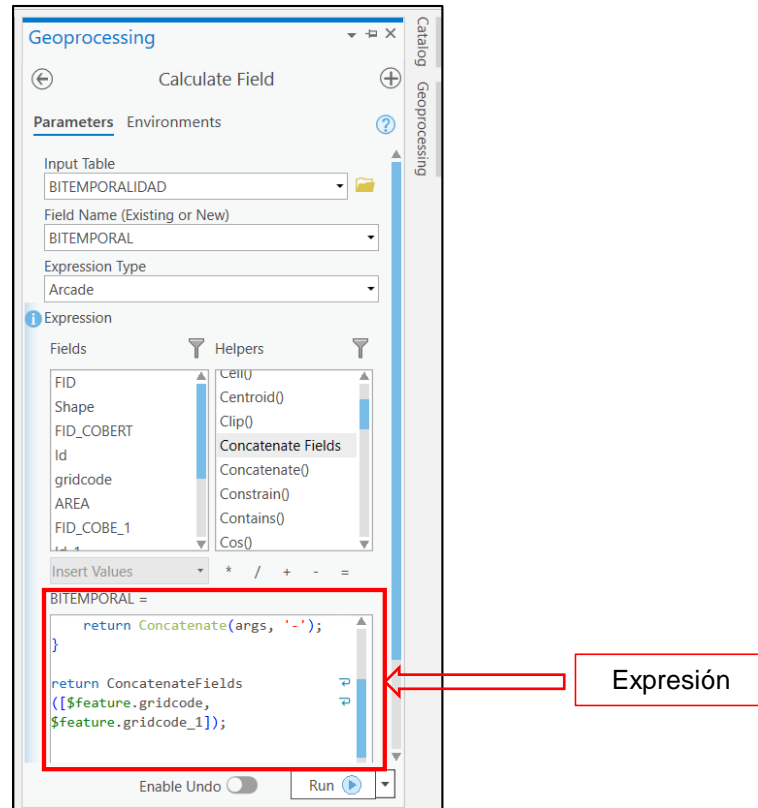 Geoprocessing
Calculate Field
Parameters Environments
Input Table
BITEMPORALIDAD
Field Name (Existing or New)
BITEMPORAL
Expression Type
Arcade
Expression
Fields
Helpers
FID
Shape
FID_COBERT
Id
gridcode
AREA
FID_COBE_1
Id_1
Cell()
Centroid()
Clip()
Concatenate Fields
Concatenate()
Constrain()
Contains()
Cos()
Insert Values * / + - =
BITEMPORAL =
return Concatenate(args, '-');
}
return ConcatenateFields
([$feature.gridcode,
$feature.gridcode_1]);
Enable Undo
Run
Catalog
Geoprocessing
Expresión